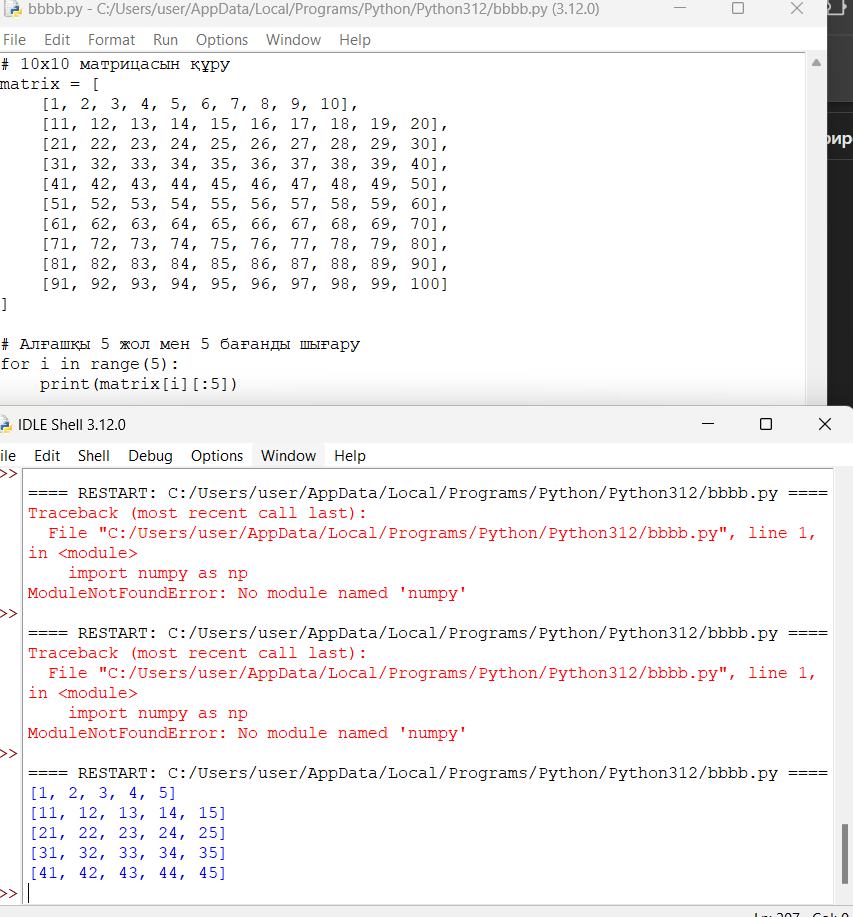 bbbb.py - C:/Users/user/AppData/Local/Programs/Python/Python312/bbbb.py (3.12.0)
File Edit Format Run Options Window Help
# 10x10 матрицасын құру
matrix = [
    [1, 2, 3, 4, 5, 6, 7, 8, 9, 10],
    [11, 12, 13, 14, 15, 16, 17, 18, 19, 20],
    [21, 22, 23, 24, 25, 26, 27, 28, 29, 30],
    [31, 32, 33, 34, 35, 36, 37, 38, 39, 40],
    [41, 42, 43, 44, 45, 46, 47, 48, 49, 50],
    [51, 52, 53, 54, 55, 56, 57, 58, 59, 60],
    [61, 62, 63, 64, 65, 66, 67, 68, 69, 70],
    [71, 72, 73, 74, 75, 76, 77, 78, 79, 80],
    [81, 82, 83, 84, 85, 86, 87, 88, 89, 90],
    [91, 92, 93, 94, 95, 96, 97, 98, 99, 100]
]
# Алғашқы 5 жол мен 5 бағанды шығару
for i in range(5):
    print(matrix[i][:5])
IDLE Shell 3.12.0
ile Edit Shell Debug Options Window Help
>>
==== RESTART: C:/Users/user/AppData/Local/Programs/Python/Python312/bbbb.py ====
Traceback (most recent call last):
  File "C:/Users/user/AppData/Local/Programs/Python/Python312/bbbb.py", line 1,
in <module>
    import numpy as np
ModuleNotFoundError: No module named 'numpy'
>>
==== RESTART: C:/Users/user/AppData/Local/Programs/Python/Python312/bbbb.py ====
Traceback (most recent call last):
  File "C:/Users/user/AppData/Local/Programs/Python/Python312/bbbb.py", line 1,
in <module>
    import numpy as np
ModuleNotFoundError: No module named 'numpy'
>>
==== RESTART: C:/Users/user/AppData/Local/Programs/Python/Python312/bbbb.py ====
[1, 2, 3, 4, 5]
[11, 12, 13, 14, 15]
[21, 22, 23, 24, 25]
[31, 32, 33, 34, 35]
[41, 42, 43, 44, 45]
>>